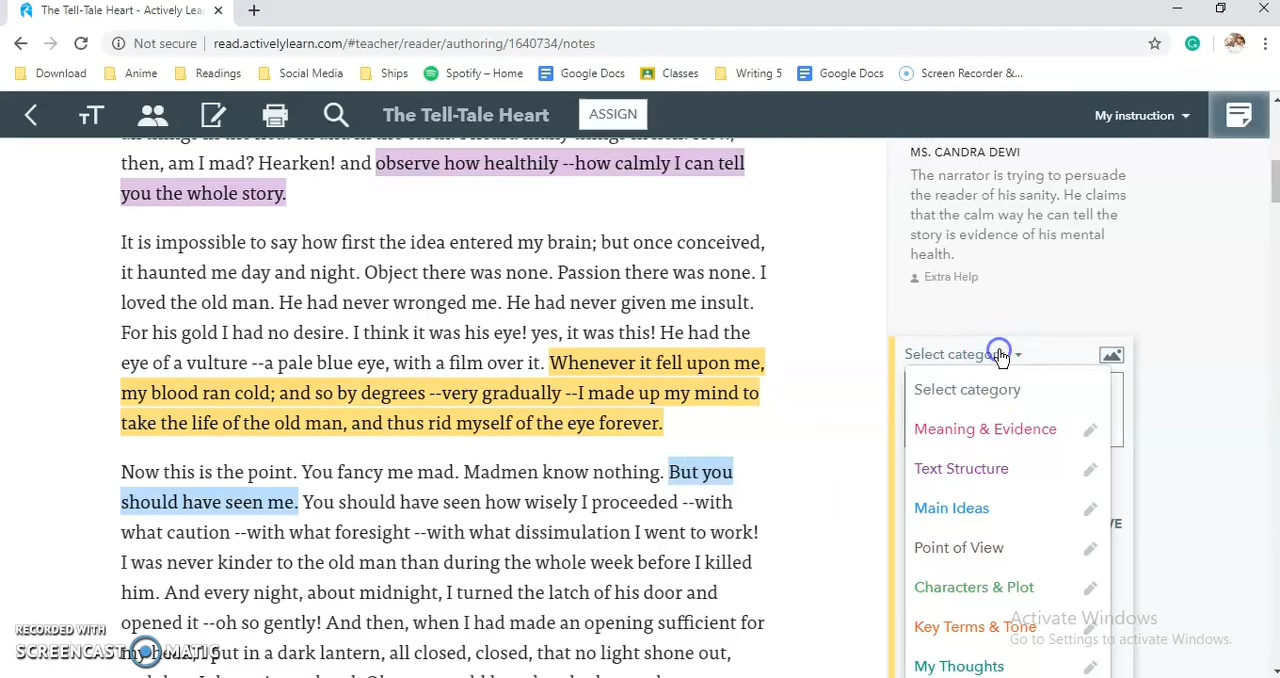 The Tell-Tale Heart - Actively Lea
Not secure | read.activelylearn.com/#teacher/reader/authoring/1640734/notes
Download Anime Readings Social Media Ships Spotify – Home Google Docs Classes Writing 5 Google Docs Screen Recorder &...
TT The Tell-Tale Heart ASSIGN My instruction
then, am I mad? Hearken! and observe how healthily --how calmly I can tell
you the whole story.
It is impossible to say how first the idea entered my brain; but once conceived,
it haunted me day and night. Object there was none. Passion there was none. I
loved the old man. He had never wronged me. He had never given me insult.
For his gold I had no desire. I think it was his eye! yes, it was this! He had the
eye of a vulture --a pale blue eye, with a film over it. Whenever it fell upon me,
my blood ran cold; and so by degrees --very gradually --I made up my mind to
take the life of the old man, and thus rid myself of the eye forever.
Now this is the point. You fancy me mad. Madmen know nothing. But you
should have seen me. You should have seen how wisely I proceeded --with
what caution --with what foresight --with what dissimulation I went to work!
I was never kinder to the old man than during the whole week before I killed
him. And every night, about midnight, I turned the latch of his door and
opened it --oh so gently! And then, when I had made an opening sufficient for
my head, I put in a dark lantern, all closed, closed, that no light shone out,
MS. CANDRA DEWI
The narrator is trying to persuade
the reader of his sanity. He claims
that the calm way he can tell the
story is evidence of his mental
health.
Extra Help
Select category
Select category
Meaning & Evidence
Text Structure
Main Ideas
VE
Point of View
Characters & Plot
Key Terms & Tone
My Thoughts
Activate Windows
Go to Settings to activate Windows.
RECORDED WITH
SCREENCAST MATIC